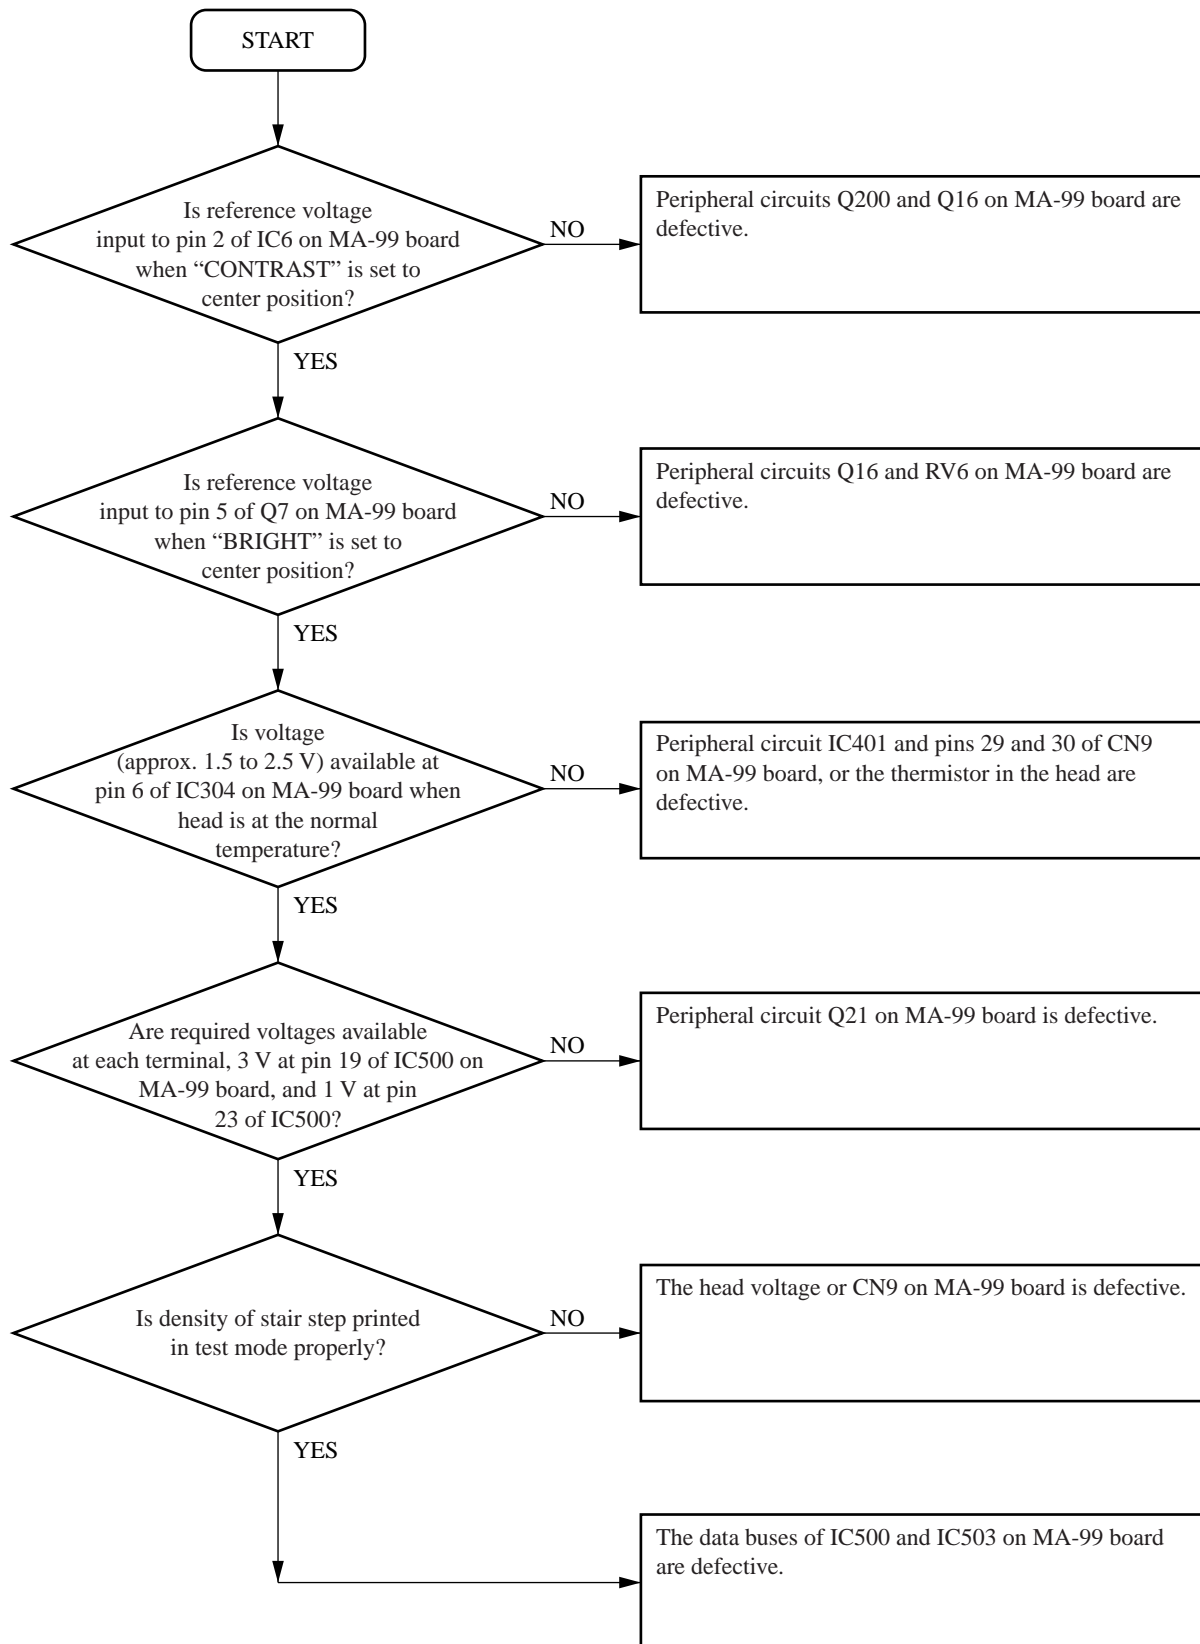 START
Is reference voltage
input to pin 2 of IC6 on MA-99 board
when “CONTRAST” is set to
center position?
NO
Peripheral circuits Q200 and Q16 on MA-99 board are
defective.
YES
Is reference voltage
input to pin 5 of Q7 on MA-99 board
when “BRIGHT” is set to
center position?
NO
Peripheral circuits Q16 and RV6 on MA-99 board are
defective.
YES
Is voltage
(approx. 1.5 to 2.5 V) available at
pin 6 of IC304 on MA-99 board when
head is at the normal
temperature?
NO
Peripheral circuit IC401 and pins 29 and 30 of CN9
on MA-99 board, or the thermistor in the head are
defective.
YES
Are required voltages available
at each terminal, 3 V at pin 19 of IC500 on
MA-99 board, and 1 V at pin
23 of IC500?
NO
Peripheral circuit Q21 on MA-99 board is defective.
YES
Is density of stair step printed
in test mode properly?
NO
The head voltage or CN9 on MA-99 board is defective.
YES
The data buses of IC500 and IC503 on MA-99 board
are defective.